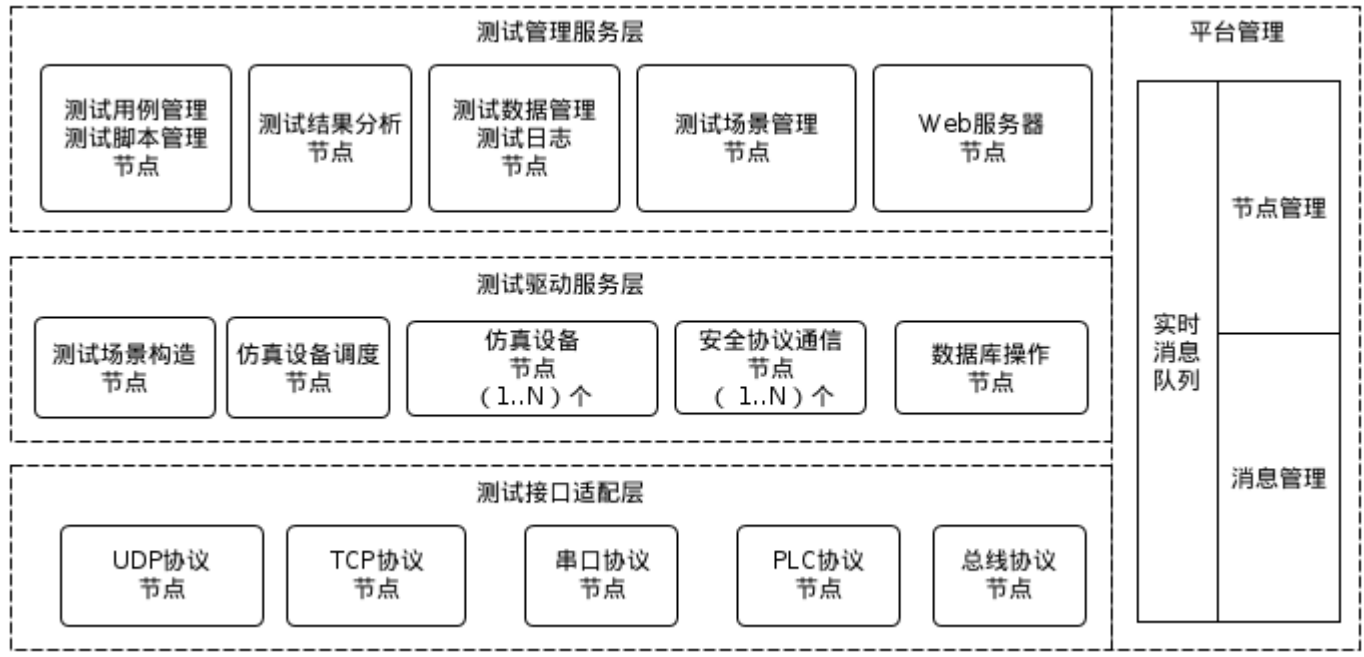 测试管理服务层
测试用例管理
测试脚本管理
节点
测试结果分析
节点
测试数据管理
测试日志
节点
测试场景管理
节点
Web服务器
节点
测试驱动服务层
测试场景构造
节点
仿真设备调度
节点
仿真设备
节点
（1..N）个
安全协议通信
节点
（ 1..N）个
数据库操作
节点
测试接口适配层
UDP协议
节点
TCP协议
节点
串口协议
节点
PLC协议
节点
总线协议
节点
平台管理
实时
消息
队列
节点管理
消息管理